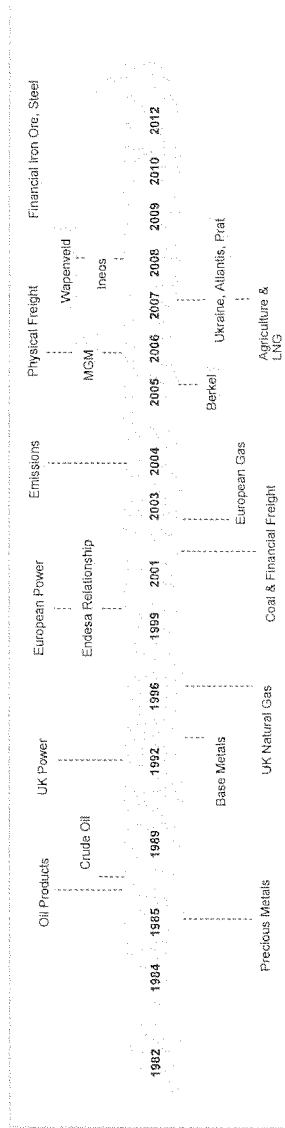 Oil Products
Crude Oil
UK Power
European Power
Endesa Relationship
Emissions
Physical Freight
MGM
Wapenveld
Ineos
Financial Iron Ore, Steel
1982
1984
1985
1989
1992
1996
1999
2001
2003
2004
2005
2006
2007
2008
2009
2010
2012
Precious Metals
Base Metals
UK Natural Gas
Coal & Financial Freight
European Gas
Berkel
Ukraine, Atlantis, Prat
Agriculture &
LNG